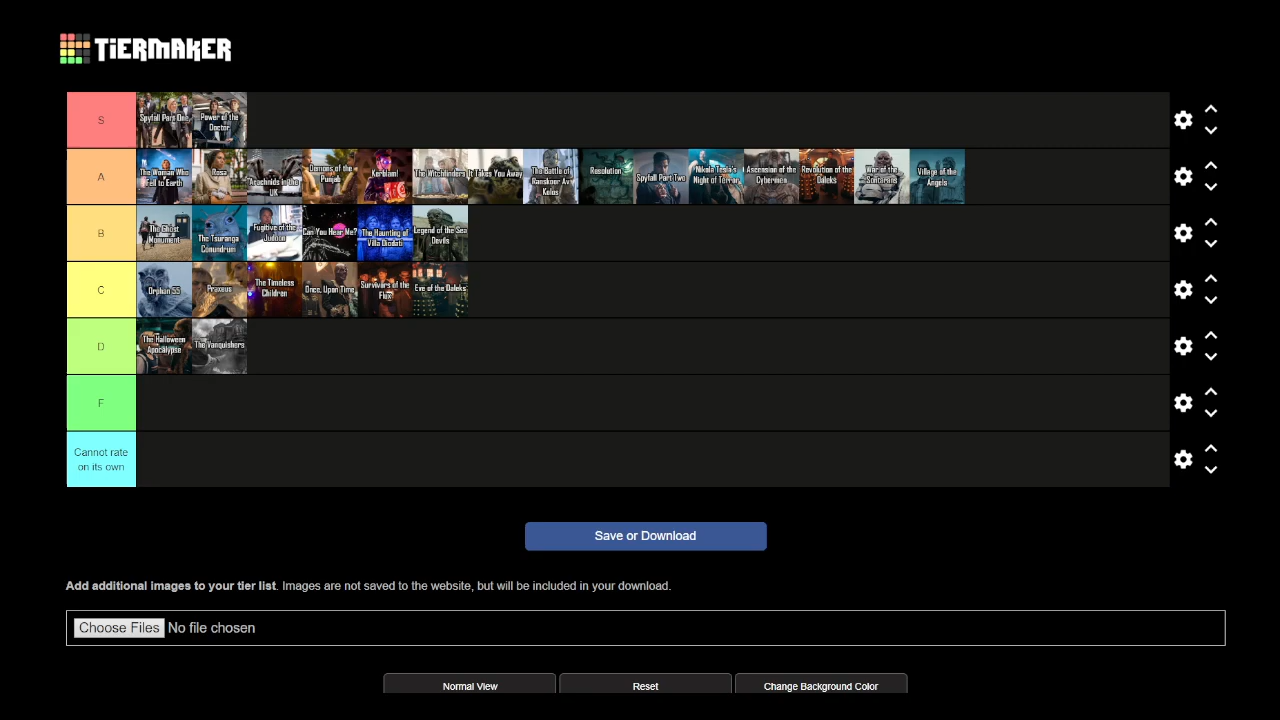 TiERMAKER
S
Spyfall Part One
Power of the
Doctor
A
The Woman Who
Fell to Earth
Rosa
Arachnids in the
UK
Demons of the
Punjab
Kerblam!
The Witchfinders
It Takes You Away
The Battle of
Ranskoor Av
Kolos
Resolution
Spyfall Part Two
Nikola Tesla's
Night of Terror
Ascension of the
Cybermen
Revolution of the
Daleks
War of the
Sontarans
Village of the
Angels
B
The Ghost
Monument
The Tsuranga
Conundrum
Fugitive of the
Judoon
Can You Hear Me?
The Haunting of
Villa Diodati
Legend of the Sea
Devils
C
Orphan 55
Praxeus
The Timeless
Children
Once, Upon Time
Survivors of the
Flux
Eve of the Daleks
D
The Halloween
Apocalypse
The Vanquishers
F
Cannot rate
on its own
Save or Download
Add additional images to your tier list. Images are not saved to the website, but will be included in your download.
Choose Files No file chosen
Normal View
Reset
Change Background Color